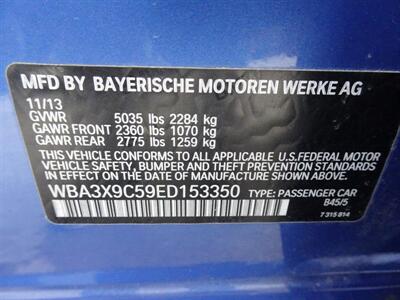 MFD BY BAYERISCHE MOTOREN WERKE AG
11/13
GVWR 5035 lbs 2284 kg
GAWR FRONT 2360 lbs 1070 kg
GAWR REAR 2775 lbs 1259 kg
THIS VEHICLE CONFORMS TO ALL APPLICABLE U.S.FEDERAL MOTOR
VEHICLE SAFETY, BUMPER, AND THEFT PREVENTION STANDARDS
IN EFFECT ON THE DATE OF MANUFACTURE SHOWN ABOVE.
WBA3X9C59ED153350 TYPE: PASSENGER CAR
B45/5
7 315 814